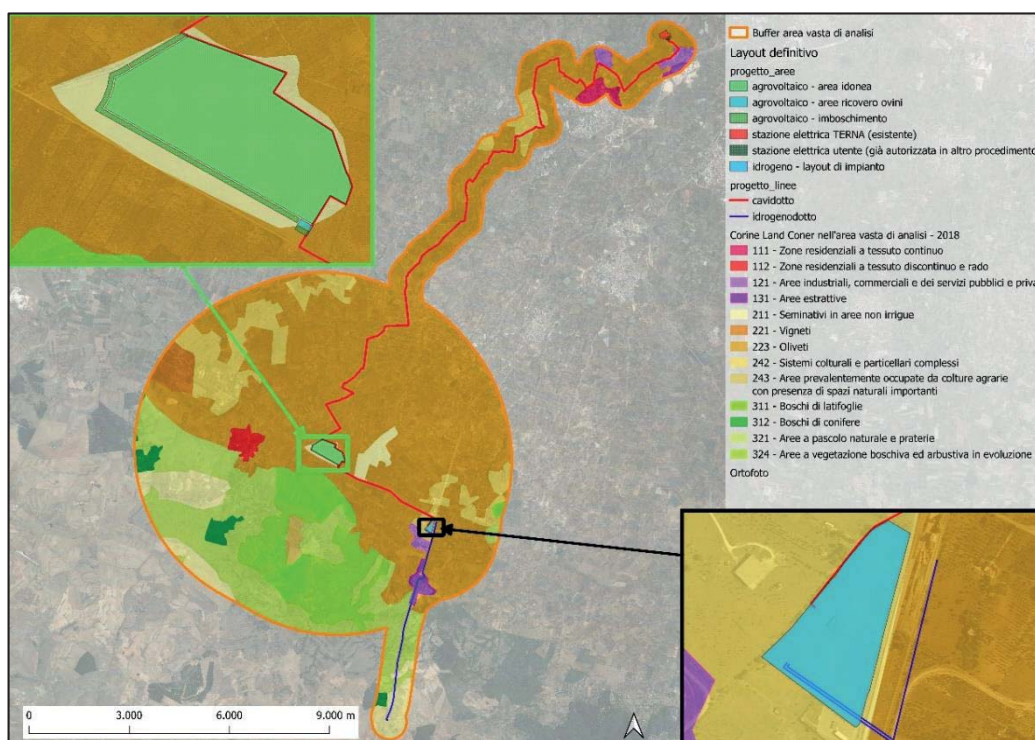 Buffer area vasta di analisi
Layout definitivo
progetto_aree
agrovoltaico - area idonea
agrovoltaico - aree ricovero ovini
agrovoltaico - imboschimento
stazione elettrica TERNA (esistente)
stazione elettrica utente (già autorizzata in altro procedimento
idrogeno - layout di impianto
progetto_linee
cavidotto
idrogenodotto
Corine Land Coner nell'area vasta di analisi - 2018
111 - Zone residenziali a tessuto continuo
112 - Zone residenziali a tessuto discontinuo e rado
121 - Aree industriali, commerciali e dei servizi pubblici e priva
131 - Aree estrattive
211 - Seminativi in aree non irrigue
221 - Vigneti
223 - Oliveti
242 - Sistemi colturali e particellari complessi
243 - Aree prevalentemente occupate da colture agrarie
con presenza di spazi naturali importanti
311 - Boschi di latifoglie
312 - Boschi di conifere
321 - Aree a pascolo naturale e praterie
324 - Aree a vegetazione boschiva ed arbustiva in evoluzione
Ortofoto
0 3.000 6.000 9.000 m